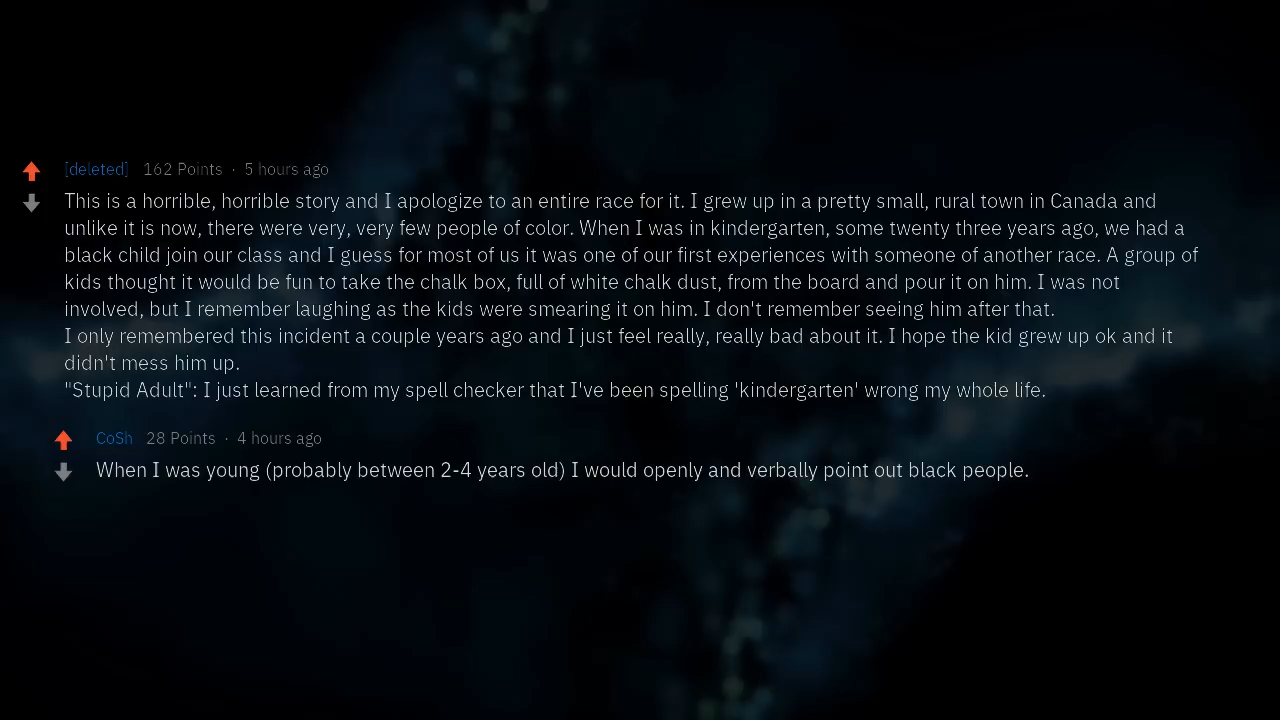 [deleted] 162 Points · 5 hours ago
This is a horrible, horrible story and I apologize to an entire race for it. I grew up in a pretty small, rural town in Canada and
unlike it is now, there were very, very few people of color. When I was in kindergarten, some twenty three years ago, we had a
black child join our class and I guess for most of us it was one of our first experiences with someone of another race. A group of
kids thought it would be fun to take the chalk box, full of white chalk dust, from the board and pour it on him. I was not
involved, but I remember laughing as the kids were smearing it on him. I don't remember seeing him after that.
I only remembered this incident a couple years ago and I just feel really, really bad about it. I hope the kid grew up ok and it
didn't mess him up.
"Stupid Adult": I just learned from my spell checker that I've been spelling 'kindergarten' wrong my whole life.
CoSh 28 Points · 4 hours ago
When I was young (probably between 2-4 years old) I would openly and verbally point out black people.